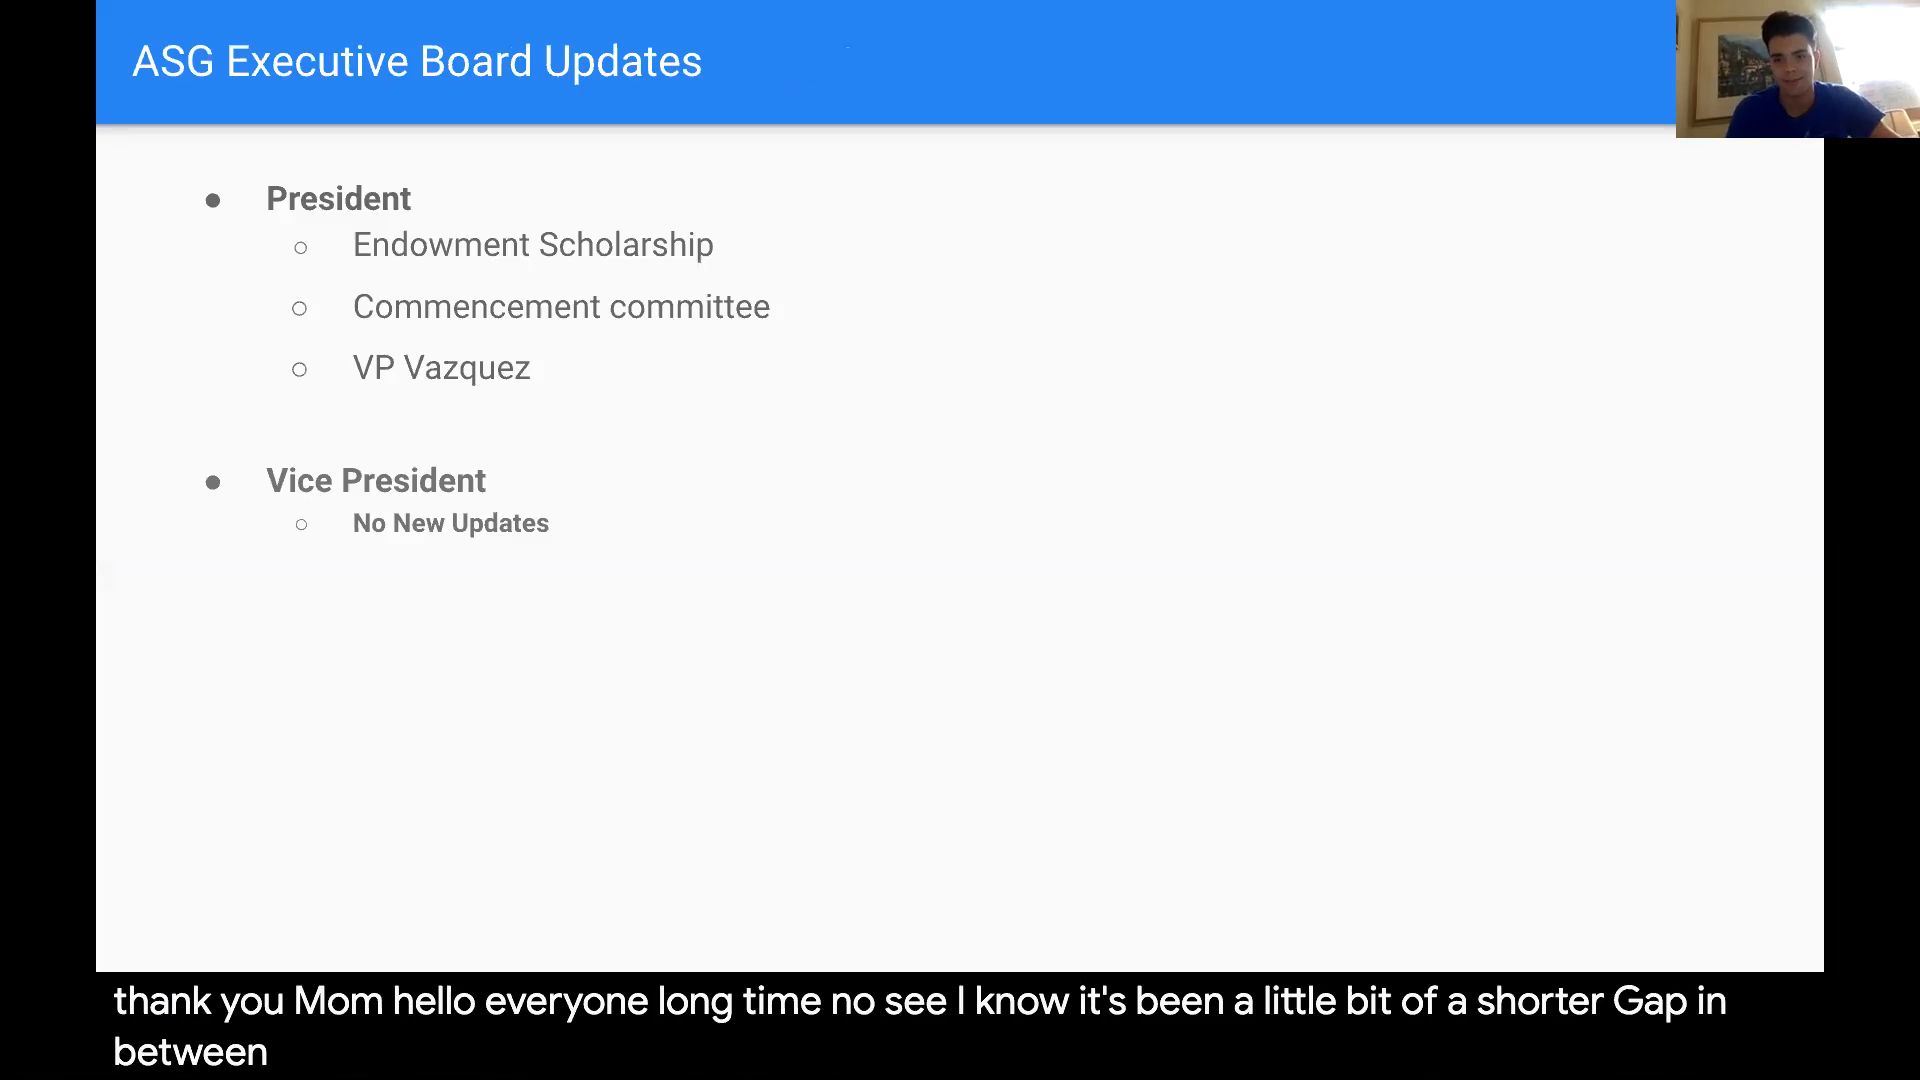 ASG Executive Board Updates
● President
○ Endowment Scholarship
○ Commencement committee
○ VP Vazquez
● Vice President
○ No New Updates
thank you Mom hello everyone long time no see I know it's been a little bit of a shorter Gap in
between